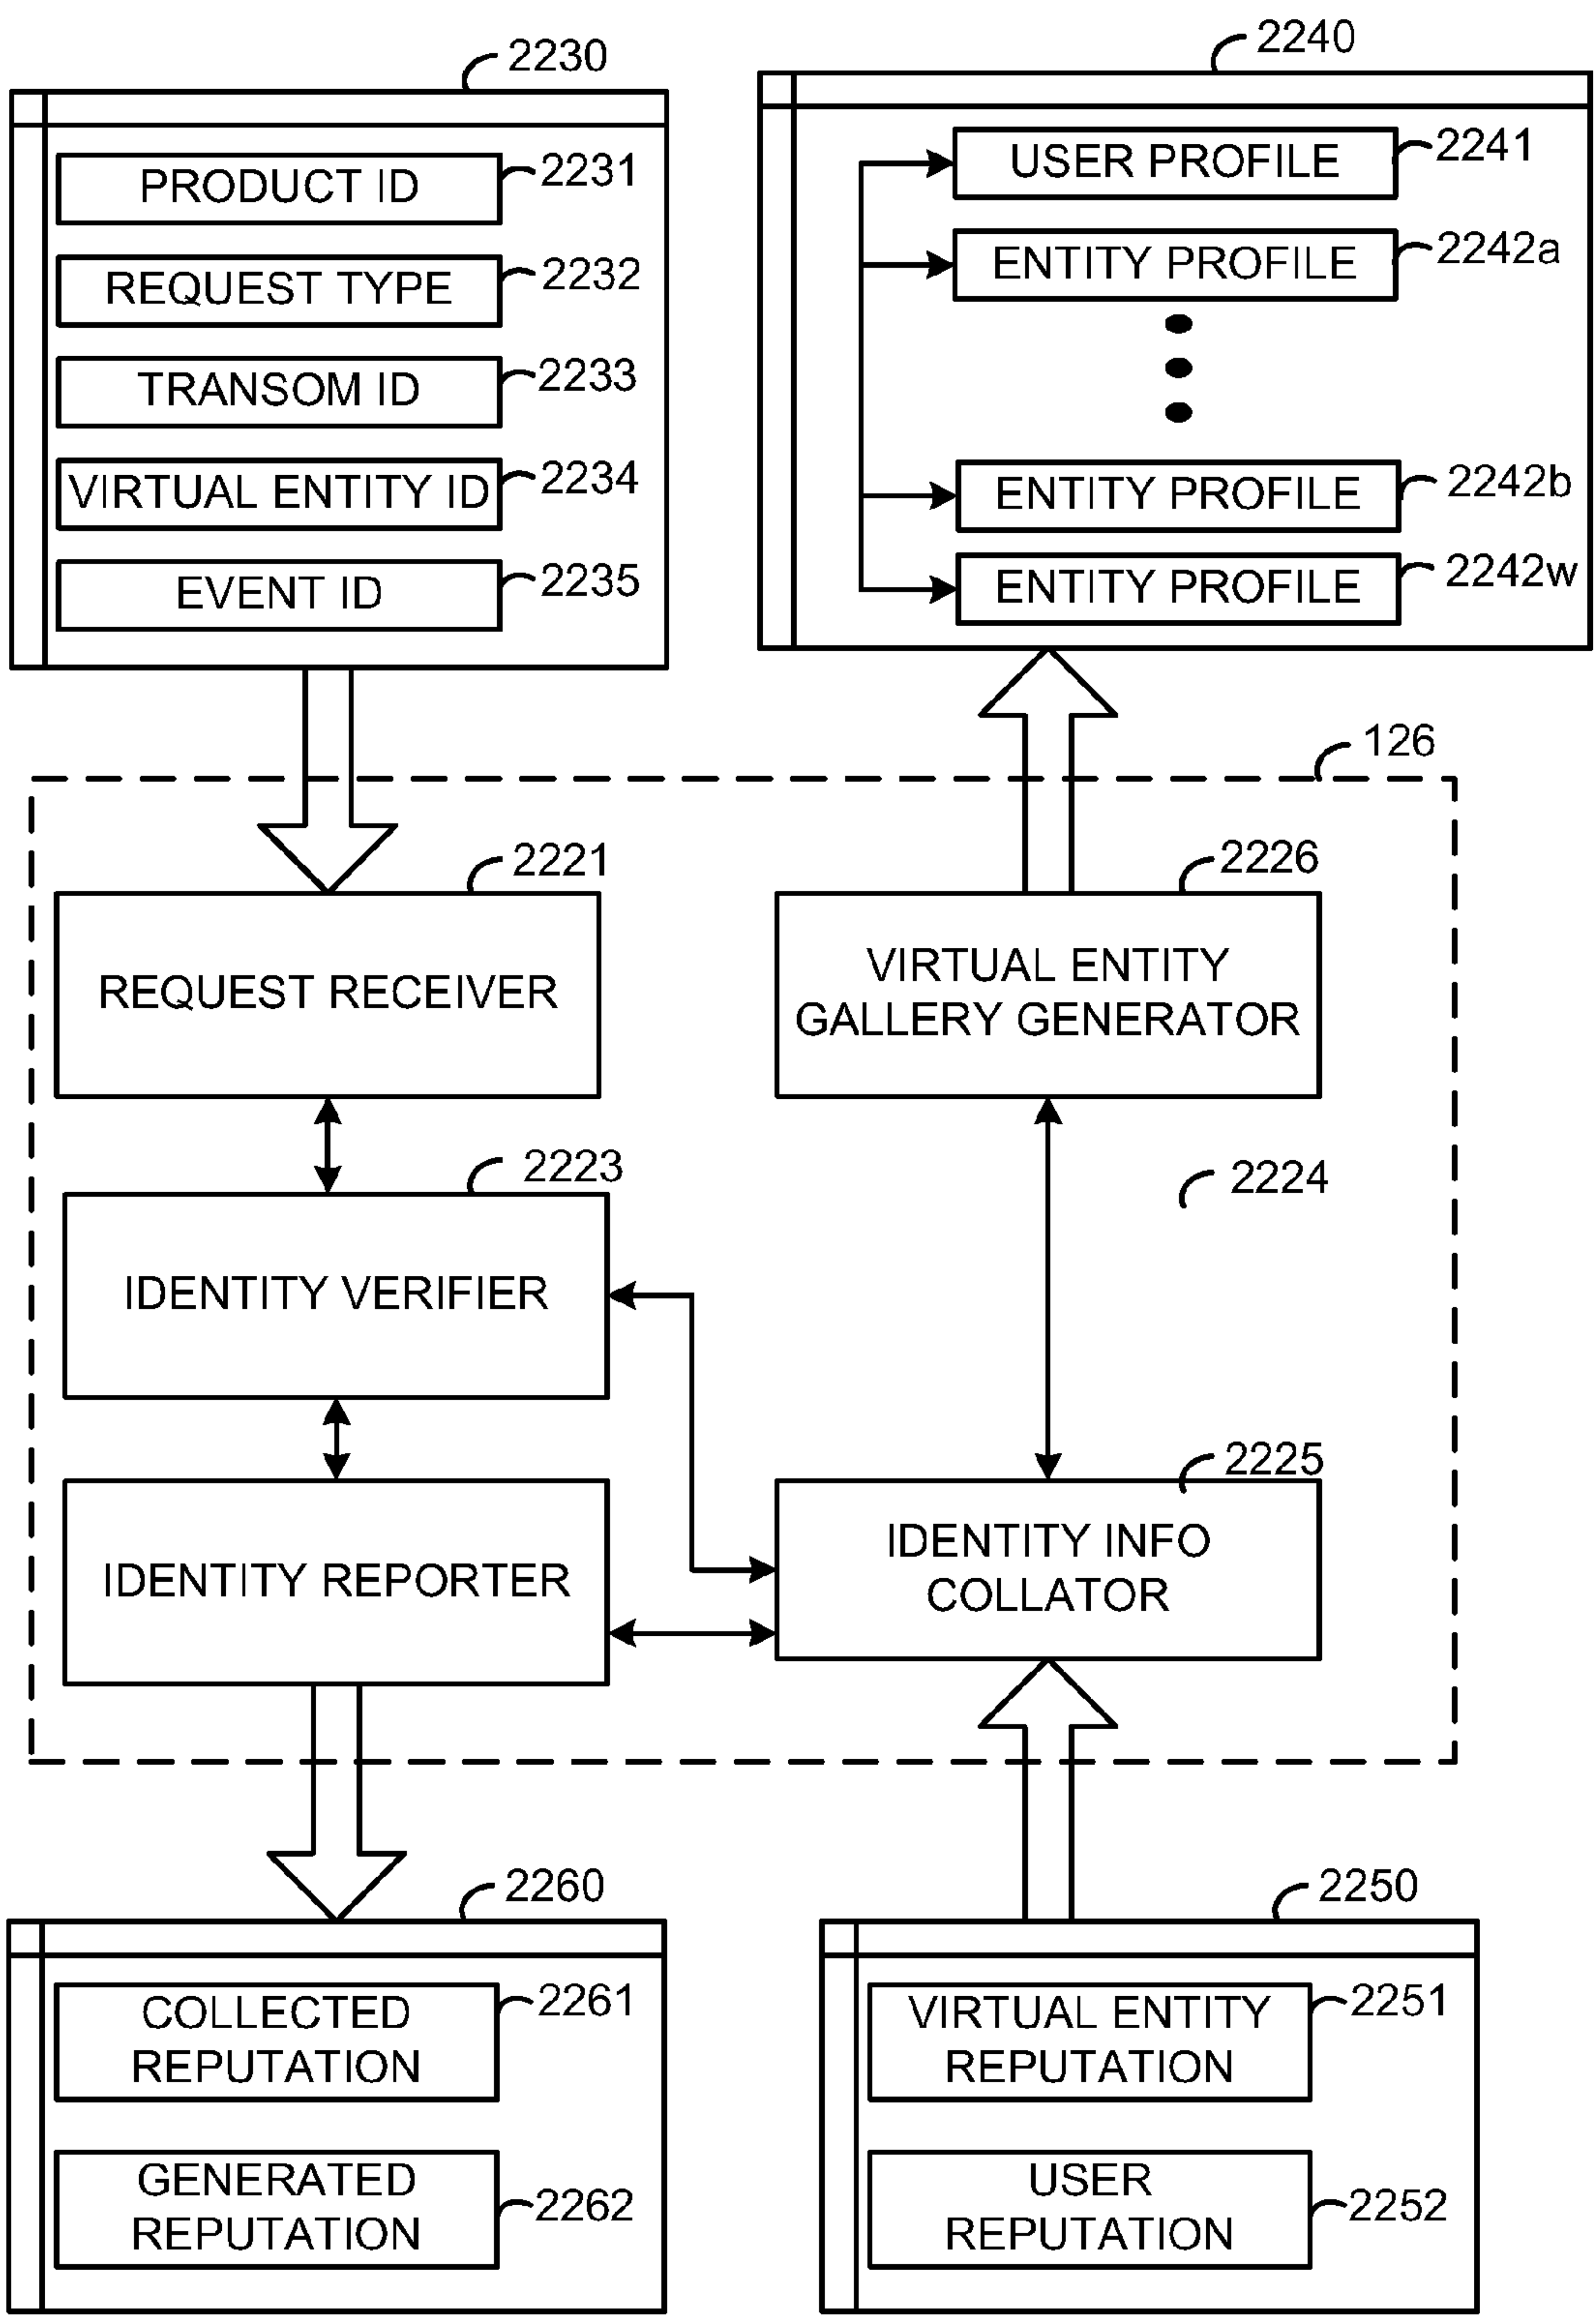 2230
PRODUCT ID
2231
REQUEST TYPE
2232
TRANSOM ID
2233
VIRTUAL ENTITY ID
2234
EVENT ID
2235
2240
USER PROFILE
2241
ENTITY PROFILE
2242a
ENTITY PROFILE
2242b
ENTITY PROFILE
2242w
126
2221
REQUEST RECEIVER
2226
VIRTUAL ENTITY
GALLERY GENERATOR
2223
IDENTITY VERIFIER
2224
IDENTITY REPORTER
2225
IDENTITY INFO
COLLATOR
2260
COLLECTED
REPUTATION
2261
GENERATED
REPUTATION
2262
2250
VIRTUAL ENTITY
REPUTATION
2251
USER
REPUTATION
2252